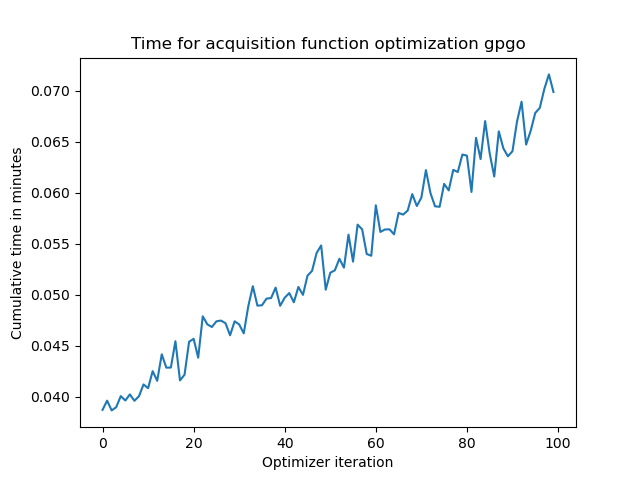 Time for acquisition function optimization gpgo
0.070
0.065
0.060
0.055
0.050
0.045
0.040
Cumulative time in minutes
0 20 40 60 80 100
Optimizer iteration